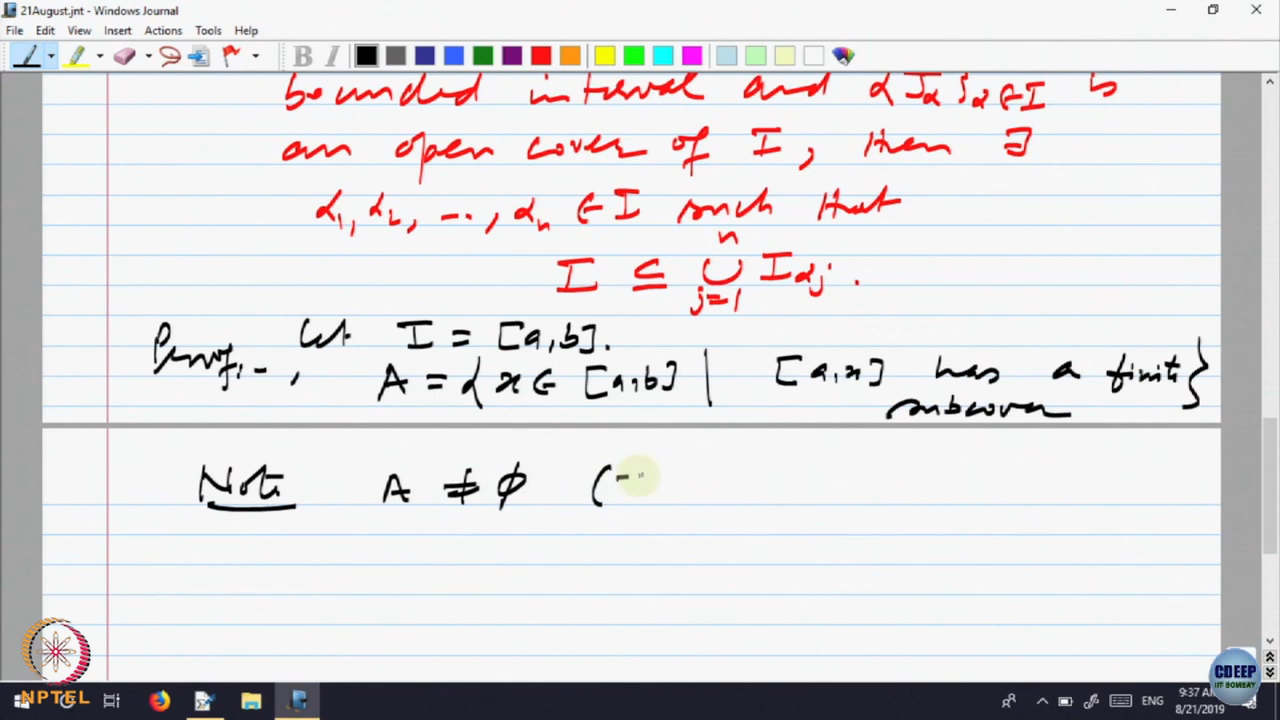 21August.jnt - Windows Journal
File Edit View Insert Actions Tools Help
bounded interval and {Iα}α∈I is
an open cover of I, then ∃
α1, α2, ..., αn ∈ I such that
n
I ⊆ ∪ Iαj.
j=1
Proof:- Let I = [a,b].
A = {x ∈ [a,b] | [a,x] has a finite
subcover}
Note A ≠ φ (
NPTEL
CDEEP
IIT BOMBAY
ENG
9:37 AM
8/21/2019